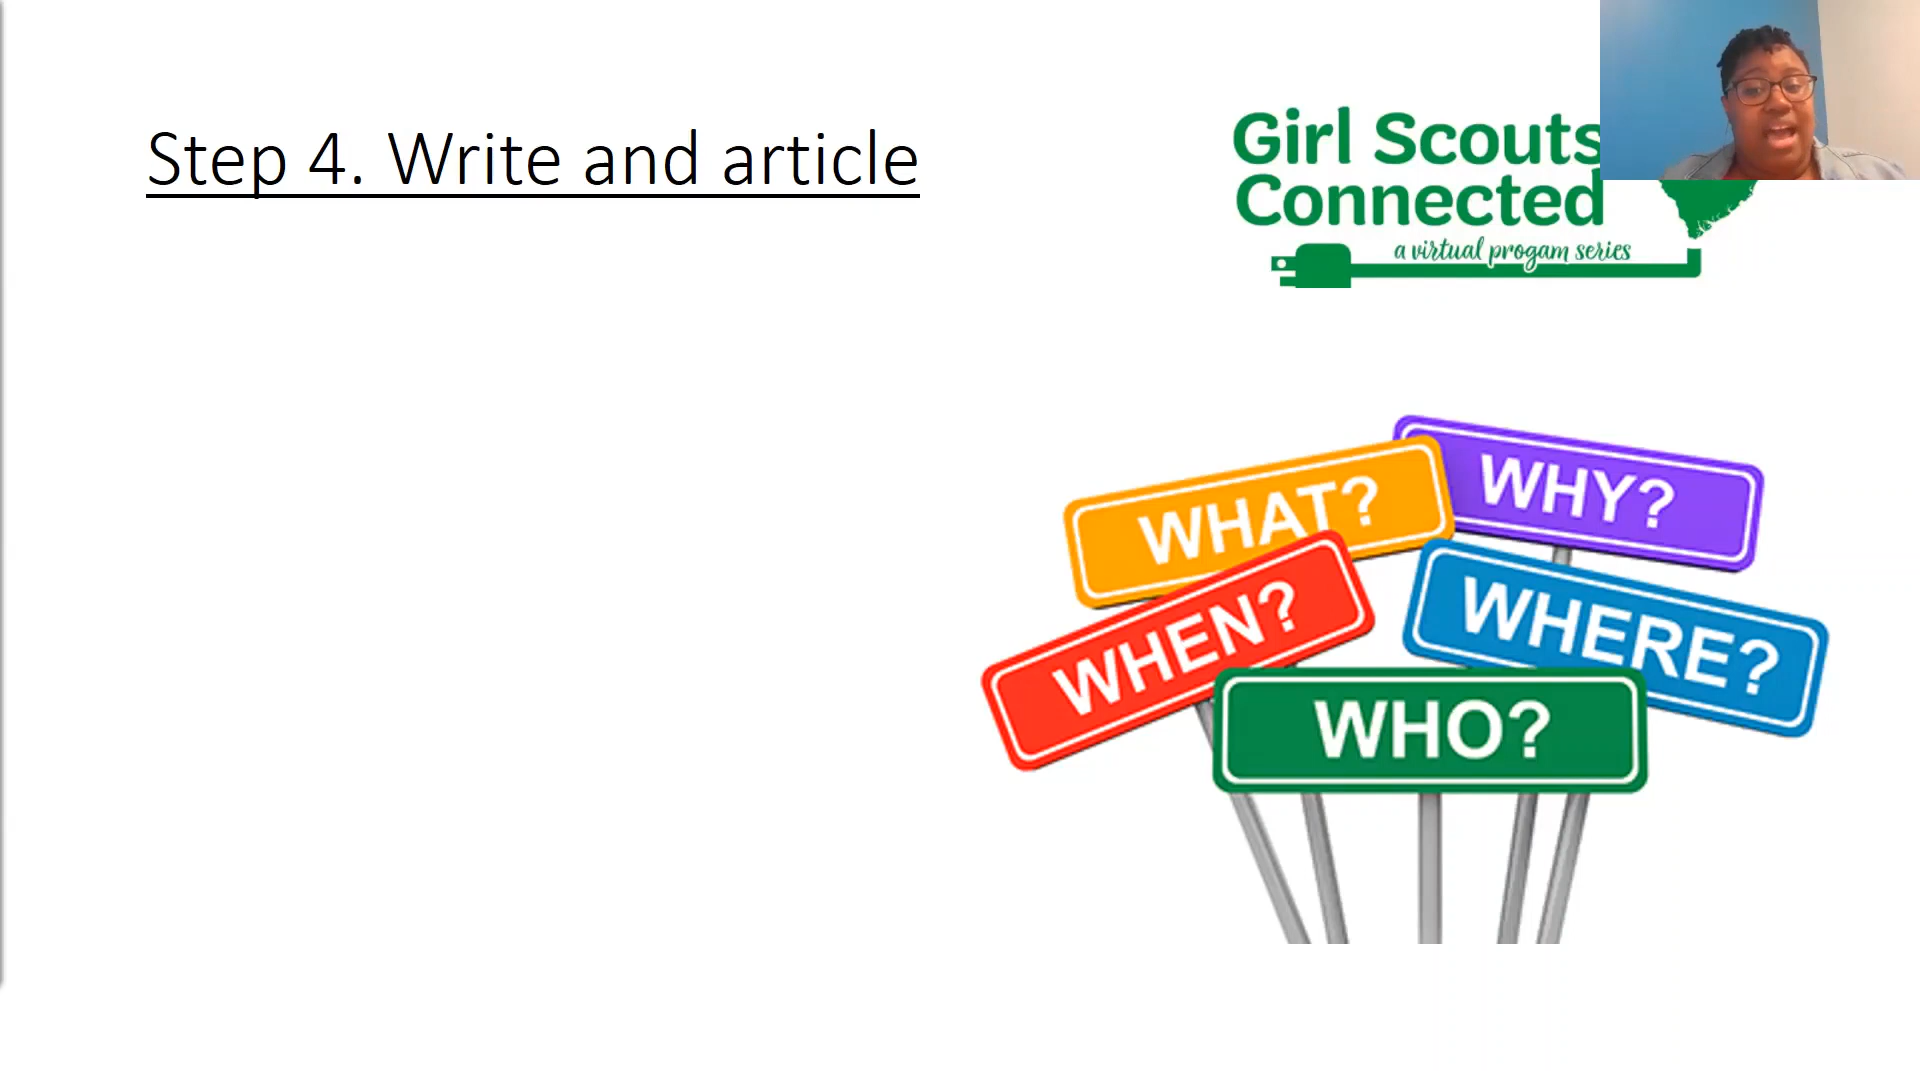 Step 4. Write and article
Girl Scouts
Connected
a virtual progam series
WHAT?
WHY?
WHEN?
WHERE?
WHO?